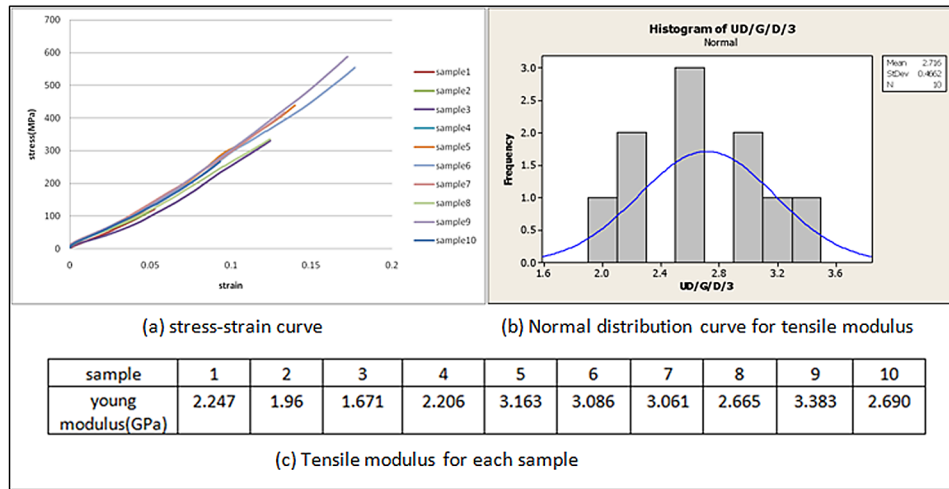 700
600
500
400
300
200
100
0
stress(MPa)
0 0.05 0.1 0.15 0.2
strain
sample1
sample2
sample3
sample4
sample5
sample6
sample7
sample8
sample9
sample10
Histogram of UD/G/D/3
Normal
Mean 2.716
StDev 0.4662
N 10
3.0
2.5
2.0
1.5
1.0
0.5
0.0
Frequency
1.6 2.0 2.4 2.8 3.2 3.6
UD/G/D/3
(a) stress-strain curve
(b) Normal distribution curve for tensile modulus
sample 1 2 3 4 5 6 7 8 9 10
young 2.247 1.96 1.671 2.206 3.163 3.086 3.061 2.665 3.383 2.690
modulus(GPa)
(c) Tensile modulus for each sample